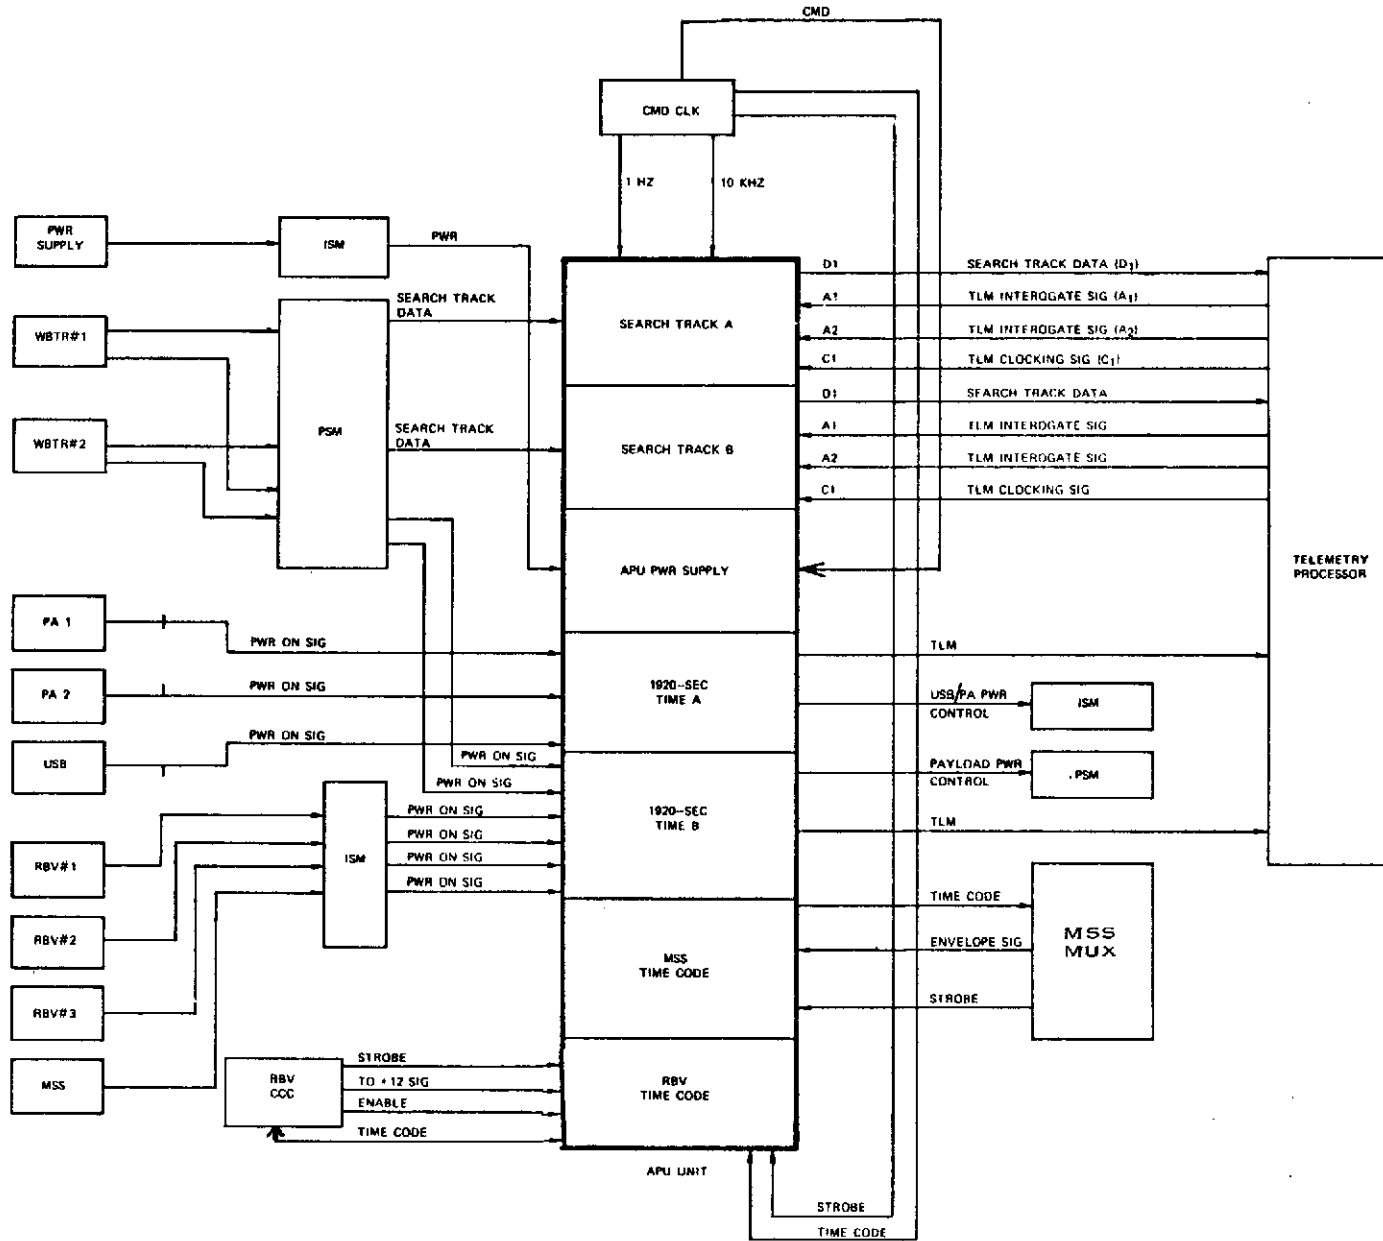 CMD
CMD CLK
1 HZ
10 KHZ
PWR
SUPPLY
ISM
PWR
WBTR#1
WBTR#2
PSM
SEARCH TRACK
DATA
SEARCH TRACK
DATA
SEARCH TRACK A
SEARCH TRACK B
APU PWR SUPPLY
1920-SEC
TIME A
1920-SEC
TIME B
MSS
TIME CODE
RBV
TIME CODE
APU UNIT
D1 SEARCH TRACK DATA (D1)
A1 TLM INTEROGATE SIG (A1)
A2 TLM INTEROGATE SIG (A2)
C1 TLM CLOCKING SIG (C1)
D1 SEARCH TRACK DATA
A1 TLM INTEROGATE SIG
A2 TLM INTEROGATE SIG
C1 TLM CLOCKING SIG
TELEMETRY
PROCESSOR
PA 1
PWR ON SIG
PA 2
PWR ON SIG
USB
PWR ON SIG
PWR ON SIG
PWR ON SIG
PWR ON SIG
PWR ON SIG
PWR ON SIG
PWR ON SIG
ISM
RBV#1
RBV#2
RBV#3
MSS
RBV
CCC
STROBE
TO +12 SIG
ENABLE
TIME CODE
TLM
USB/PA PWR
CONTROL
ISM
PAYLOAD PWR
CONTROL
PSM
TLM
TIME CODE
ENVELOPE SIG
STROBE
MSS
MUX
STROBE
TIME CODE